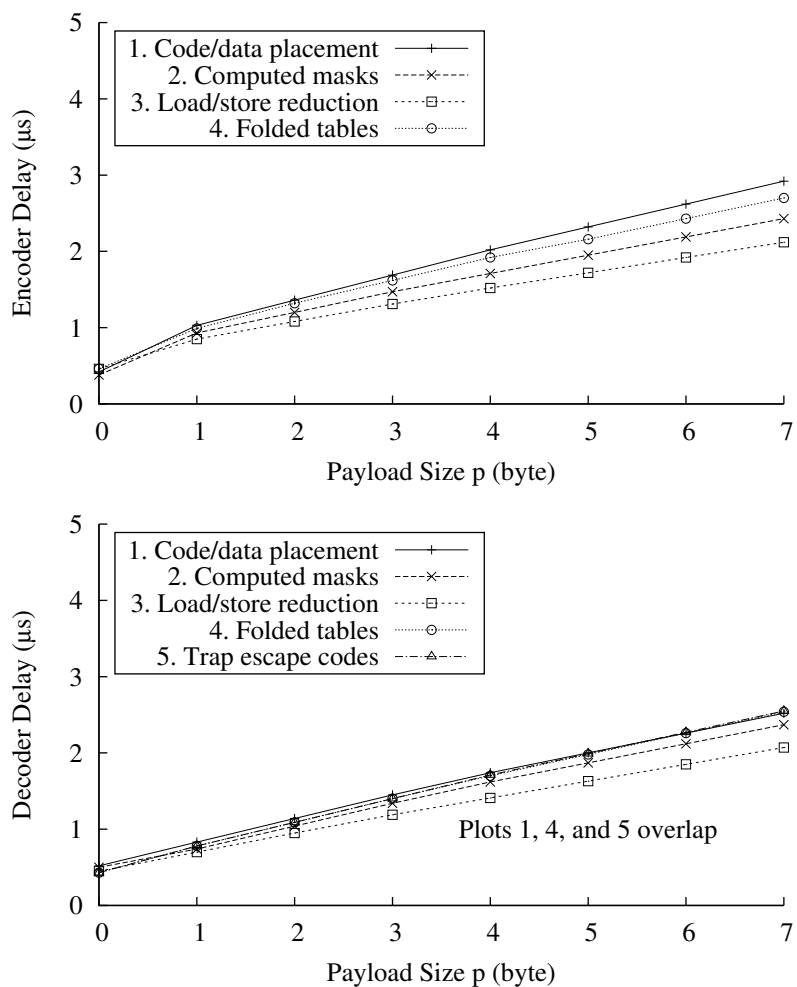 5
1. Code/data placement
2. Computed masks
3. Load/store reduction
4. Folded tables
4
3
2
1
0
Encoder Delay (μs)
0 1 2 3 4 5 6 7
Payload Size p (byte)
5
1. Code/data placement
2. Computed masks
3. Load/store reduction
4. Folded tables
5. Trap escape codes
4
3
2
1
0
Decoder Delay (μs)
Plots 1, 4, and 5 overlap
0 1 2 3 4 5 6 7
Payload Size p (byte)